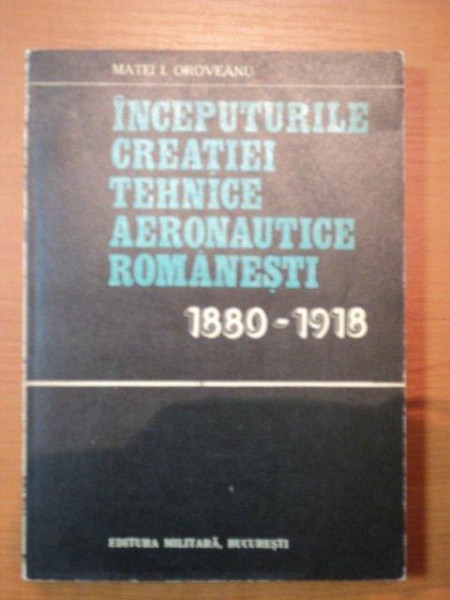 MATEI I. OROVEANU
ÎNCEPUTURILE
CREAȚIEI
TEHNICE
AERONAUTICE
ROMÂNEȘTI
1880-1918
EDITURA MILITARĂ, BUCUREȘTI